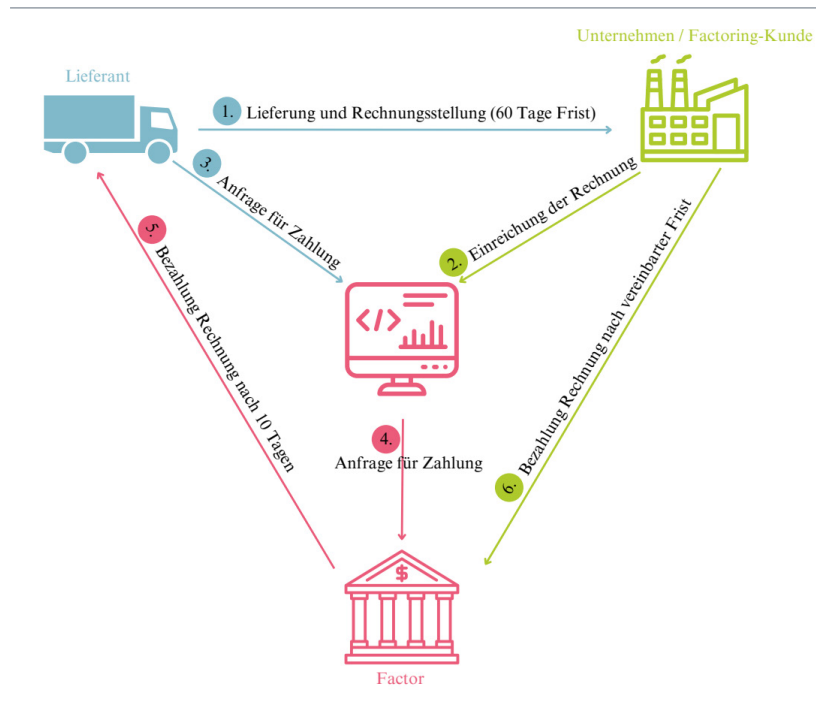 Unternehmen / Factoring-Kunde
Lieferant
1. Lieferung und Rechnungsstellung (60 Tage Frist)
2. Einreichung der Rechnung
3. Anfrage für Zahlung
</>
4.
Anfrage für Zahlung
5. Bezahlung Rechnung nach 10 Tagen
6. Bezahlung Rechnung nach vereinbarter Frist
$
Factor